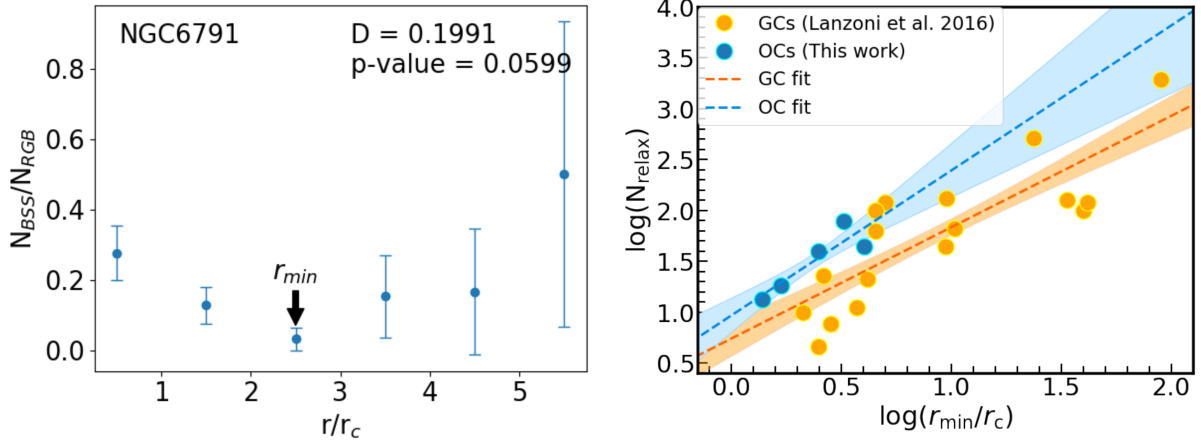 NGC6791
D = 0.1991
p-value = 0.0599
0.8
0.6
0.4
0.2
0.0
r_min
1 2 3 4 5
r/r_c
N_BSS/N_RGB
GCs (Lanzoni et al. 2016)
OCs (This work)
GC fit
OC fit
4.0
3.5
3.0
2.5
2.0
1.5
1.0
0.5
0.0 0.5 1.0 1.5 2.0
log(r_min/r_c)
log(N_relax)